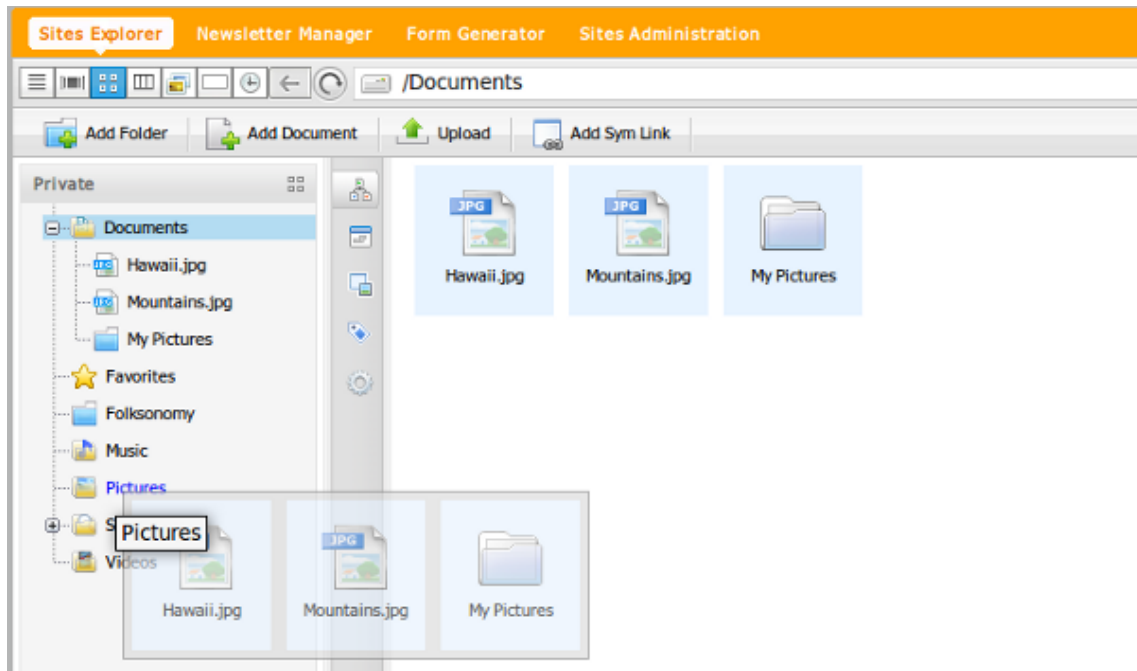 Sites Explorer Newsletter Manager Form Generator Sites Administration
/Documents
Add Folder Add Document Upload Add Sym Link
Private
Documents
Hawaii.jpg
Mountains.jpg
My Pictures
Favorites
Folksonomy
Music
Pictures
Pictures
Videos
JPG JPG
Hawaii.jpg Mountains.jpg My Pictures
JPG
Hawaii.jpg Mountains.jpg My Pictures